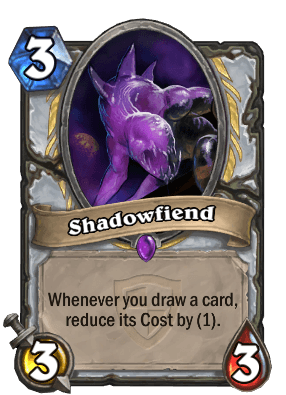 3
Shadowfiend
Whenever you draw a card,
reduce its Cost by (1).
3 3